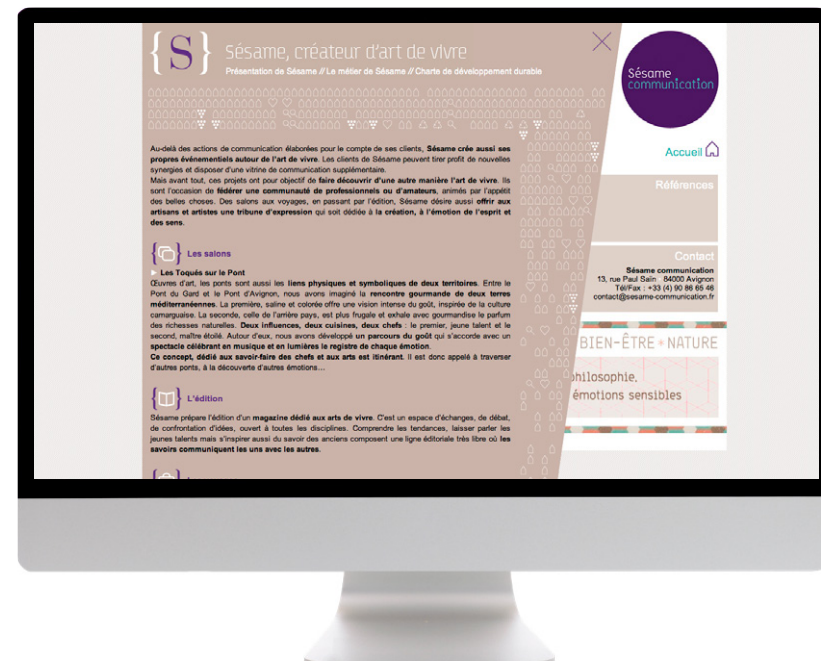 {S} Sésame, créateur d'art de vivre
Présentation de Sésame // Le métier de Sésame // Charte de développement durable
Au-delà des actions de communication élaborées pour le compte de ses clients, Sésame crée aussi ses
propres événementiels autour de l'art de vivre. Les clients de Sésame peuvent tirer profit de nouvelles
synergies et disposer d'une vitrine de communication supplémentaire.
Mais avant tout, ces projets ont pour objectif de faire découvrir d'une autre manière l'art de vivre. Ils
sont l'occasion de fédérer une communauté de professionnels ou d'amateurs, animés par l'appétit
des belles choses. Des salons aux voyages, en passant par l'édition, Sésame désire aussi offrir aux
artisans et artistes une tribune d'expression qui soit dédiée à la création, à l'émotion de l'esprit et
des sens.
Les salons
Les Toqués sur le Pont
Œuvres d'art, les ponts sont aussi les liens physiques et symboliques de deux territoires. Entre le
Pont du Gard et le Pont d'Avignon, nous avons imaginé la rencontre gourmande de deux terres
méditerranéennes. La première, saline et colorée offre une vision intense du goût, inspirée de la culture
camarguaise. La seconde, celle de l'arrière pays, est plus frugale et exhale avec gourmandise le parfum
des richesses naturelles. Deux influences, deux cuisines, deux chefs : le premier, jeune talent et le
second, maître étoilé. Autour d'eux, nous avons développé un parcours du goût qui s'accorde avec un
spectacle célébrant en musique et en lumières le registre de chaque émotion.
Ce concept, dédié aux savoir-faire des chefs et aux arts est itinérant. Il est donc appelé à traverser
d'autres ponts, à la découverte d'autres émotions...
L'édition
Sésame prépare l'édition d'un magazine dédié aux arts de vivre. C'est un espace d'échanges, de débat,
de confrontation d'idées, ouvert à toutes les disciplines. Comprendre les tendances, laisser parler les
jeunes talents mais s'inspirer aussi du savoir des anciens composent une ligne éditoriale très libre où les
savoirs communiquent les uns avec les autres.
Sésame
communication
Accueil
Références
Contact
Sésame communication
13, rue Paul Saïn 84000 Avignon
Tél/Fax : +33 (4) 90 86 65 46
contact@sesame-communication.fr
BIEN-ÊTRE NATURE
philosophie,
émotions sensibles